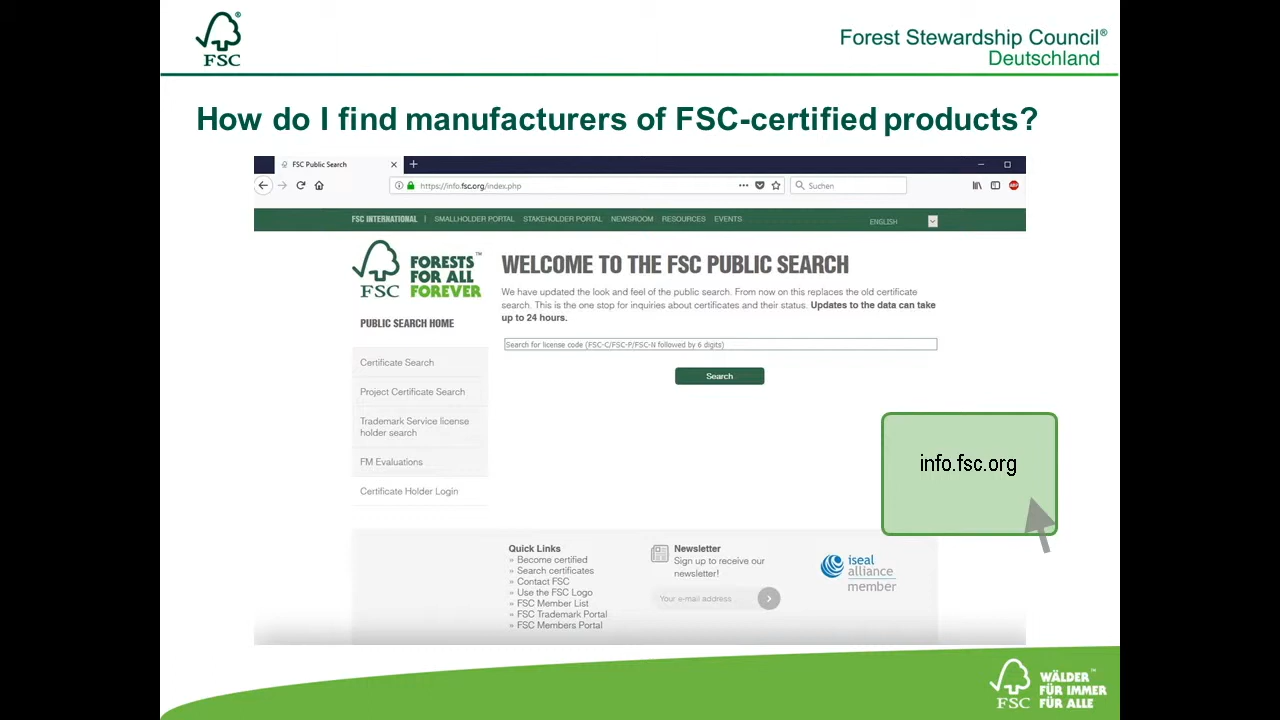 FSC
Forest Stewardship Council®
Deutschland
How do I find manufacturers of FSC-certified products?
FSC Public Search
https://info.fsc.org/index.php
Suchen
ABP
FSC INTERNATIONAL | SMALLHOLDER PORTAL STAKEHOLDER PORTAL NEWSROOM RESOURCES EVENTS
ENGLISH
FSC
FORESTS™
FOR ALL
FOREVER
WELCOME TO THE FSC PUBLIC SEARCH
We have updated the look and feel of the public search. From now on this replaces the old certificate
search. This is the one stop for inquiries about certificates and their status. Updates to the data can take
up to 24 hours.
PUBLIC SEARCH HOME
Search for license code (FSC-C/FSC-P/FSC-N followed by 6 digits)
Search
Certificate Search
Project Certificate Search
Trademark Service license
holder search
FM Evaluations
Certificate Holder Login
info.fsc.org
Quick Links
» Become certified
» Search certificates
» Contact FSC
» Use the FSC Logo
» FSC Member List
» FSC Trademark Portal
» FSC Members Portal
Newsletter
Sign up to receive our
newsletter!
Your e-mail address
iseal
alliance
member
FSC
WÄLDER™
FÜR IMMER
FÜR ALLE